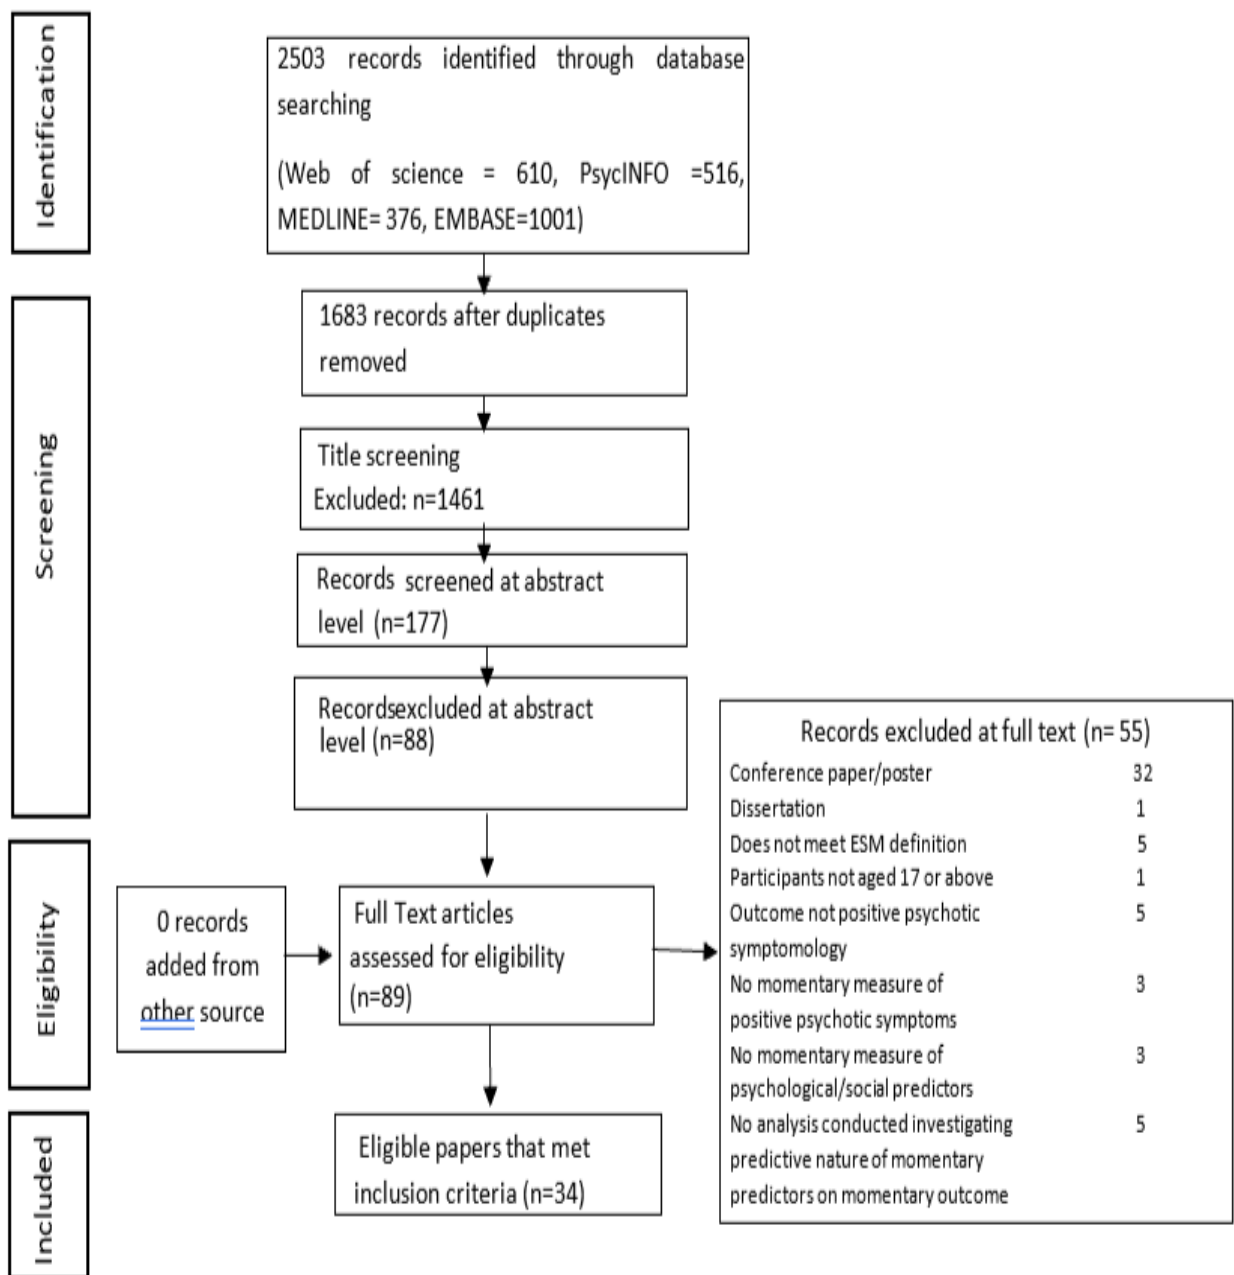 Identification
2503 records identified through database
searching
(Web of science = 610, PsycINFO =516,
MEDLINE= 376, EMBASE=1001)
Screening
1683 records after duplicates
removed
Title screening
Excluded: n=1461
Records screened at abstract
level (n=177)
Recordsexcluded at abstract
level (n=88)
Eligibility
0 records
added from
other source
Full Text articles
assessed for eligibility
(n=89)
Records excluded at full text (n= 55)
Conference paper/poster 32
Dissertation 1
Does not meet ESM definition 5
Participants not aged 17 or above 1
Outcome not positive psychotic 5
symptomology
No momentary measure of 3
positive psychotic symptoms
No momentary measure of 3
psychological/social predictors
No analysis conducted investigating 5
predictive nature of momentary
predictors on momentary outcome
Included
Eligible papers that met
inclusion criteria (n=34)